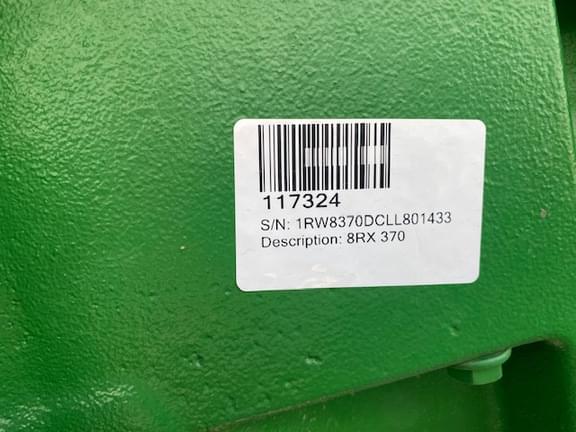 117324
S/N: 1RW8370DCLL801433
Description: 8RX 370